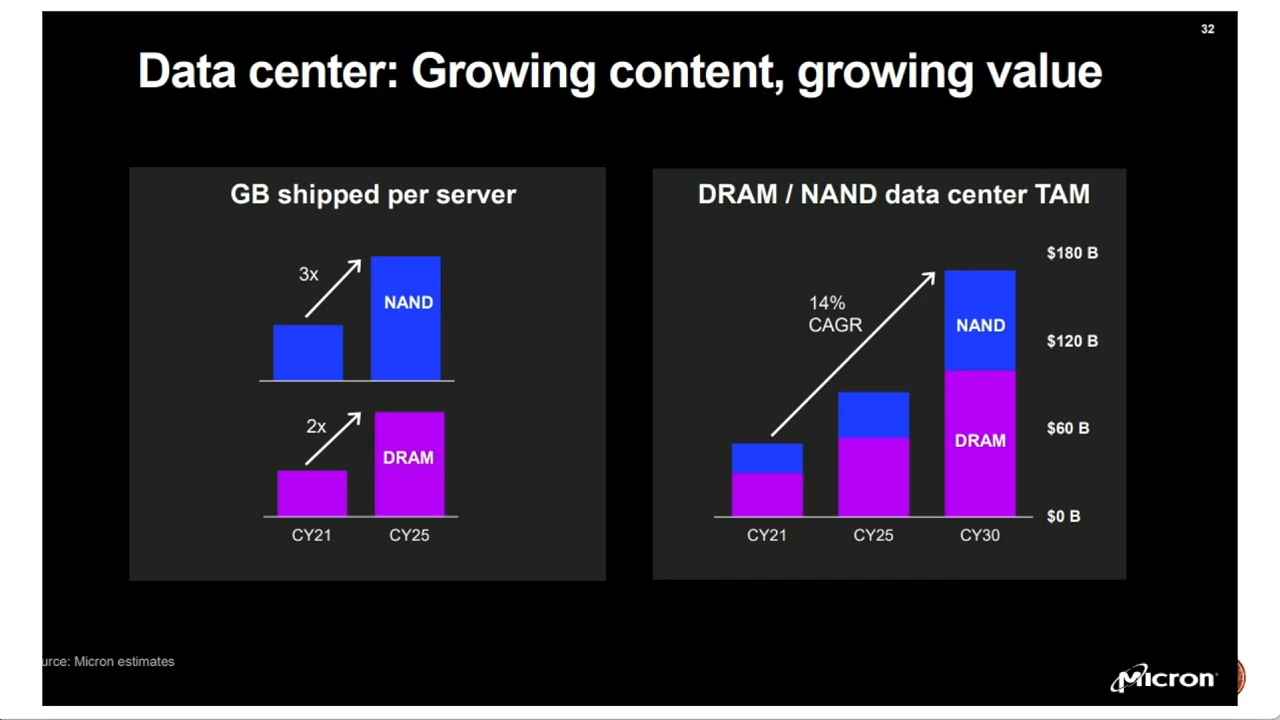 32
Data center: Growing content, growing value
GB shipped per server
3x
NAND
2x
DRAM
CY21
CY25
DRAM / NAND data center TAM
$180 B
14%
CAGR
NAND
$120 B
$60 B
DRAM
$0 B
CY21
CY25
CY30
urce: Micron estimates
Micron